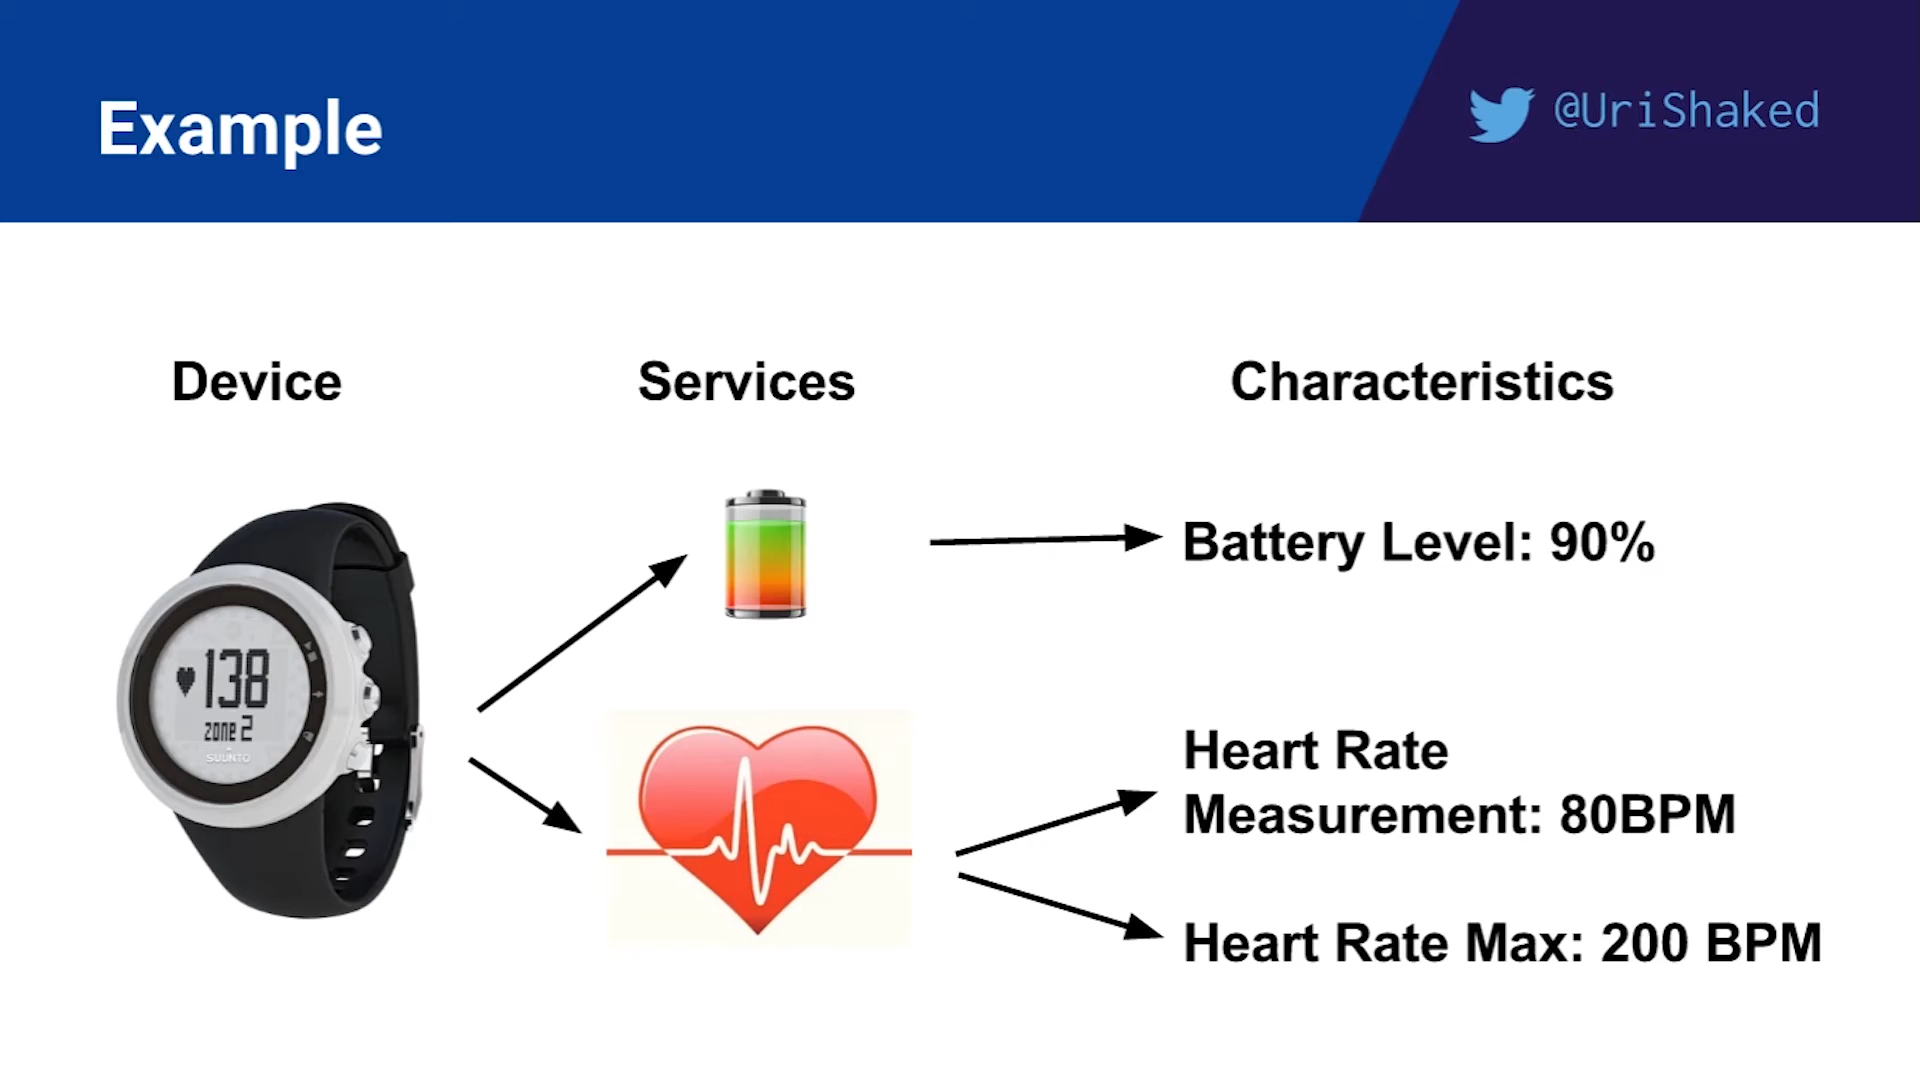 Example
@UriShaked
Device
Services
Characteristics
Battery Level: 90%
138
zone 2
SUUNTO
Heart Rate
Measurement: 80BPM
Heart Rate Max: 200 BPM